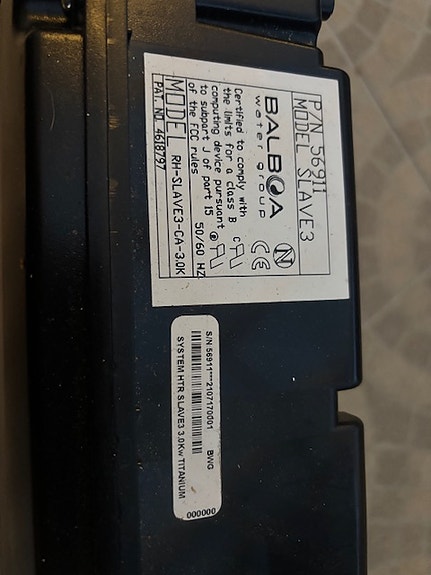 P/N 56911
MODEL SLAVE3
BALBOA
water group
CE
N
Certified to comply with
the limits for a class B
computing device pursuant
to subpart J of part 15
of the FCC rules
50/60 HZ
MODEL RH-SLAVE3-CA-3.0K
PAT. NO. 4618797
S/N 56911***2107170001 BWG
SYSTEM HTR SLAVE3 3.0Kw TITANIUM
000000